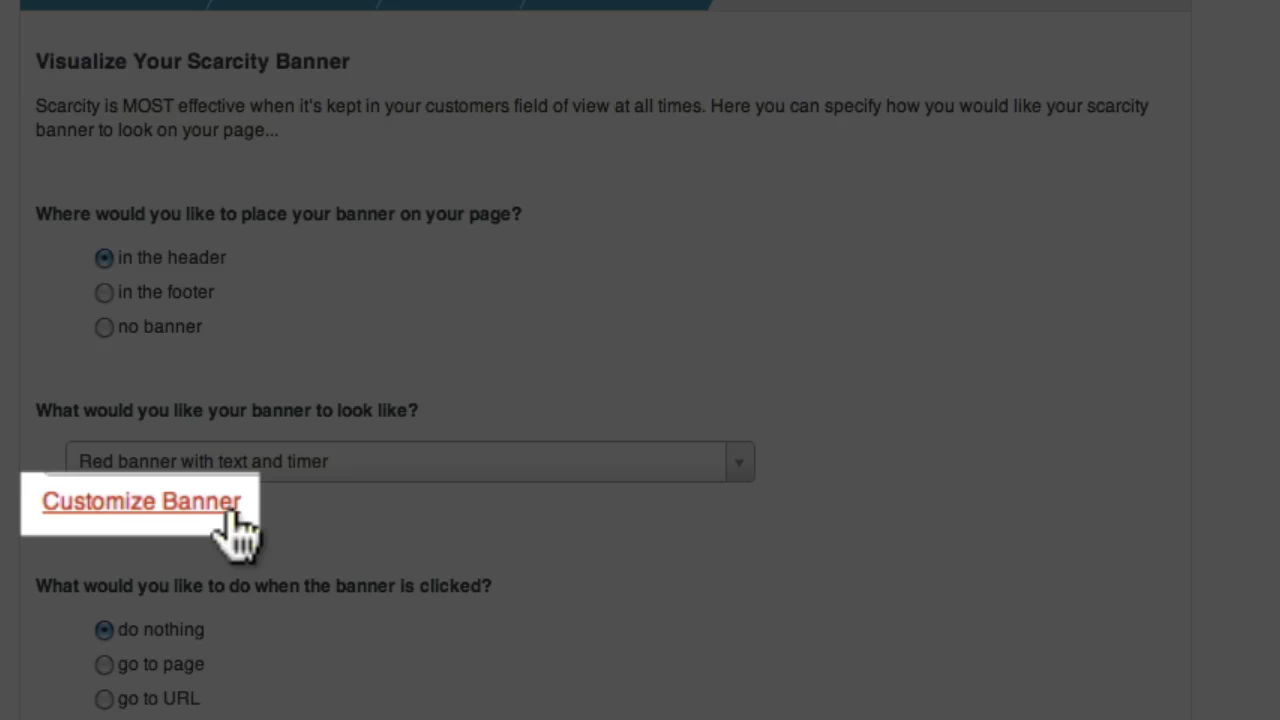 Visualize Your Scarcity Banner
Scarcity is MOST effective when it's kept in your customers field of view at all times. Here you can specify how you would like your scarcity
banner to look on your page...
Where would you like to place your banner on your page?
in the header
in the footer
no banner
What would you like your banner to look like?
Red banner with text and timer
Customize Banner
What would you like to do when the banner is clicked?
do nothing
go to page
go to URL